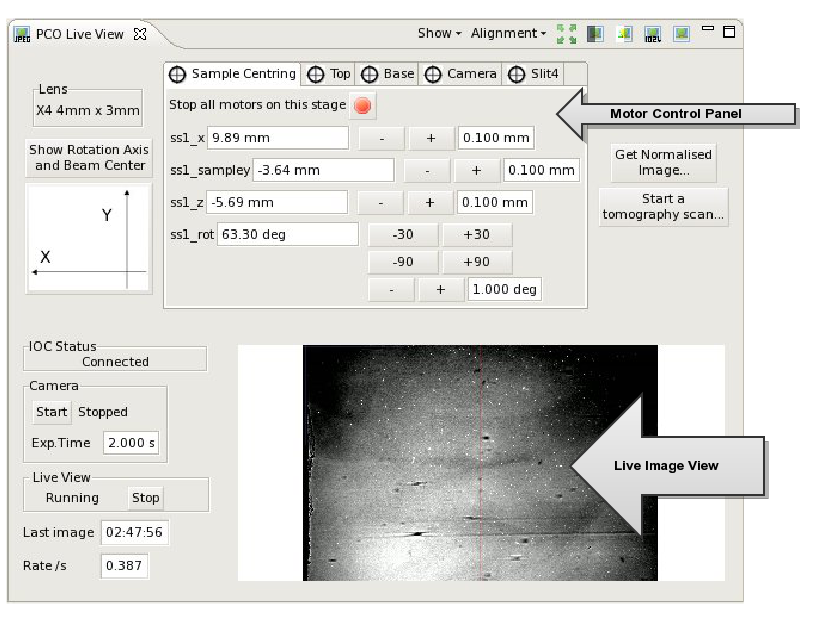 PCO Live View
Show
Alignment
Lens
X4 4mm x 3mm
Show Rotation Axis
and Beam Center
Y
X
Sample Centring
Top
Base
Camera
Slit4
Stop all motors on this stage
ss1_x 9.89 mm - + 0.100 mm
ss1_sampley -3.64 mm - + 0.100 mm
ss1_z -5.69 mm - + 0.100 mm
ss1_rot 63.30 deg -30 +30
-90 +90
- + 1.000 deg
Motor Control Panel
Get Normalised
Image...
Start a
tomography scan...
IOC Status
Connected
Camera
Start Stopped
Exp.Time 2.000 s
Live View
Running Stop
Last image 02:47:56
Rate/s 0.387
Live Image View